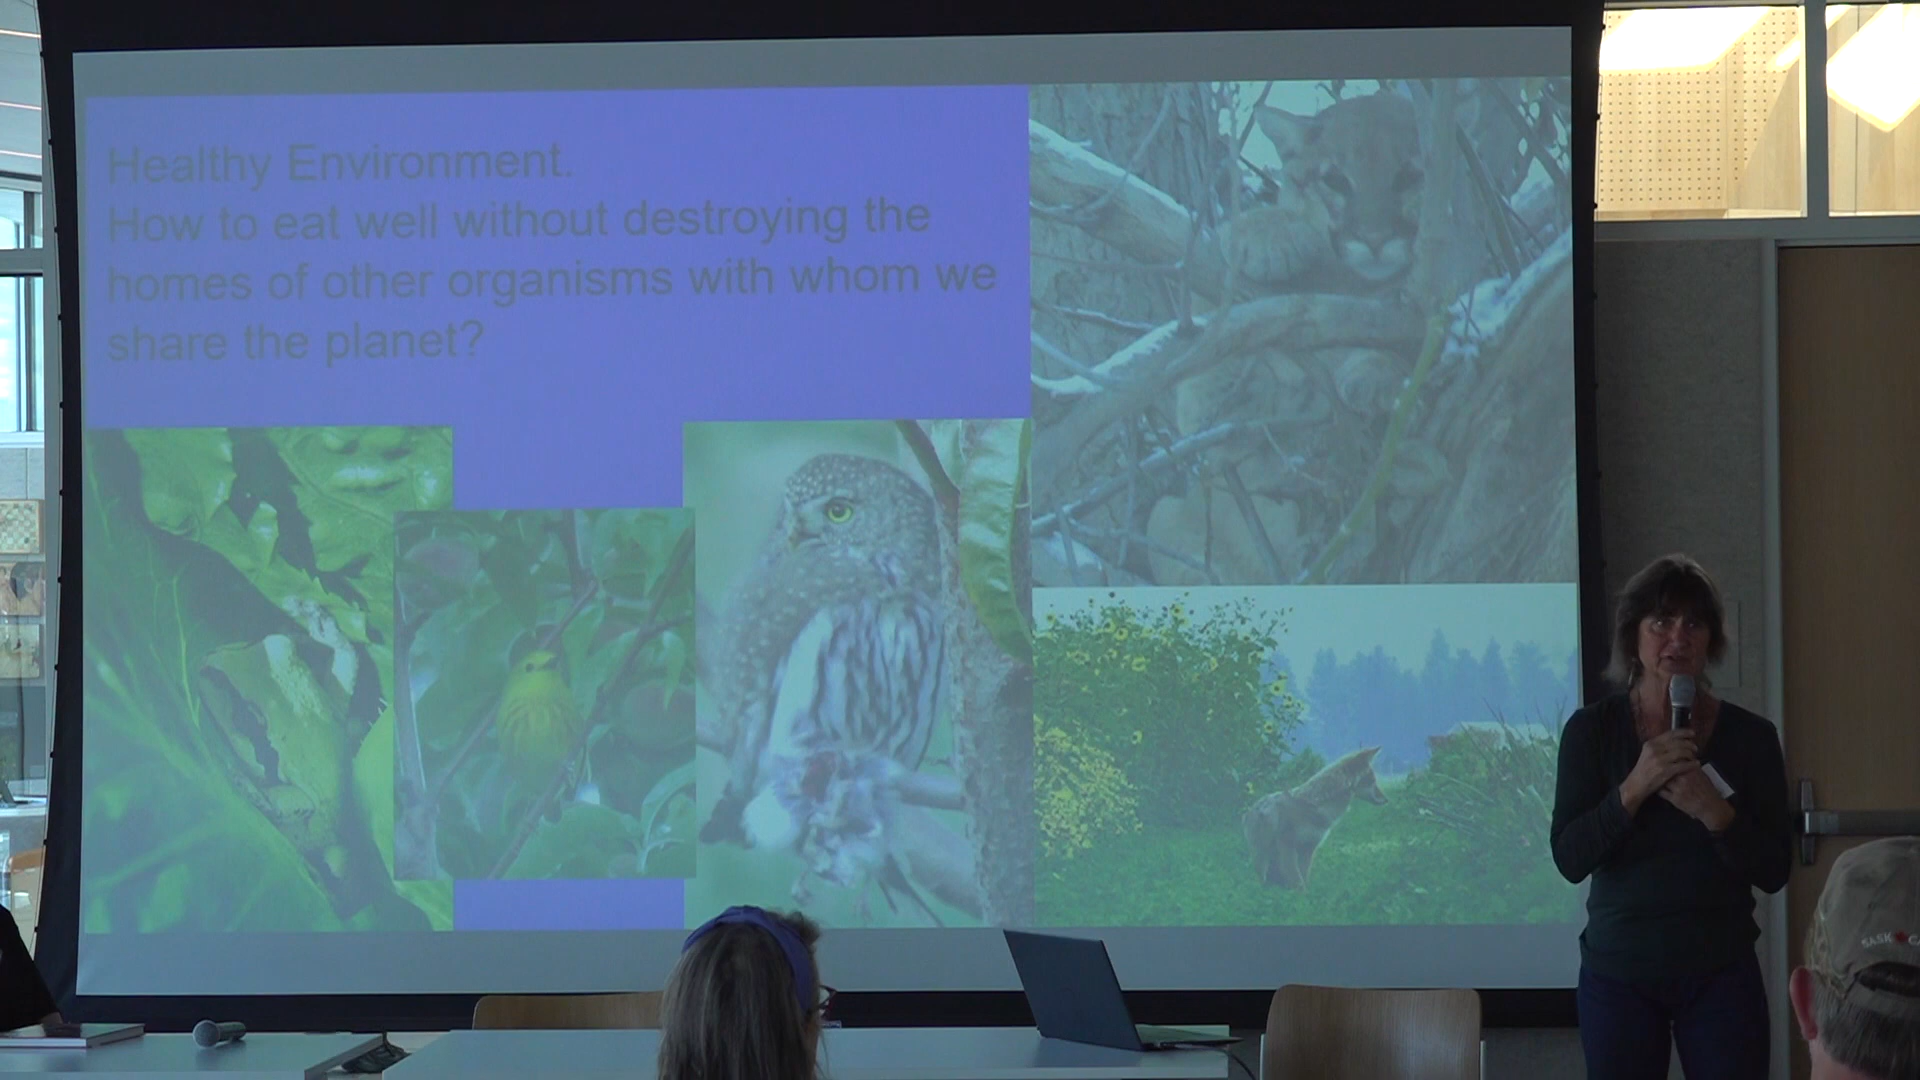 Healthy Environment.
How to eat well without destroying the
homes of other organisms with whom we
share the planet?
SASK